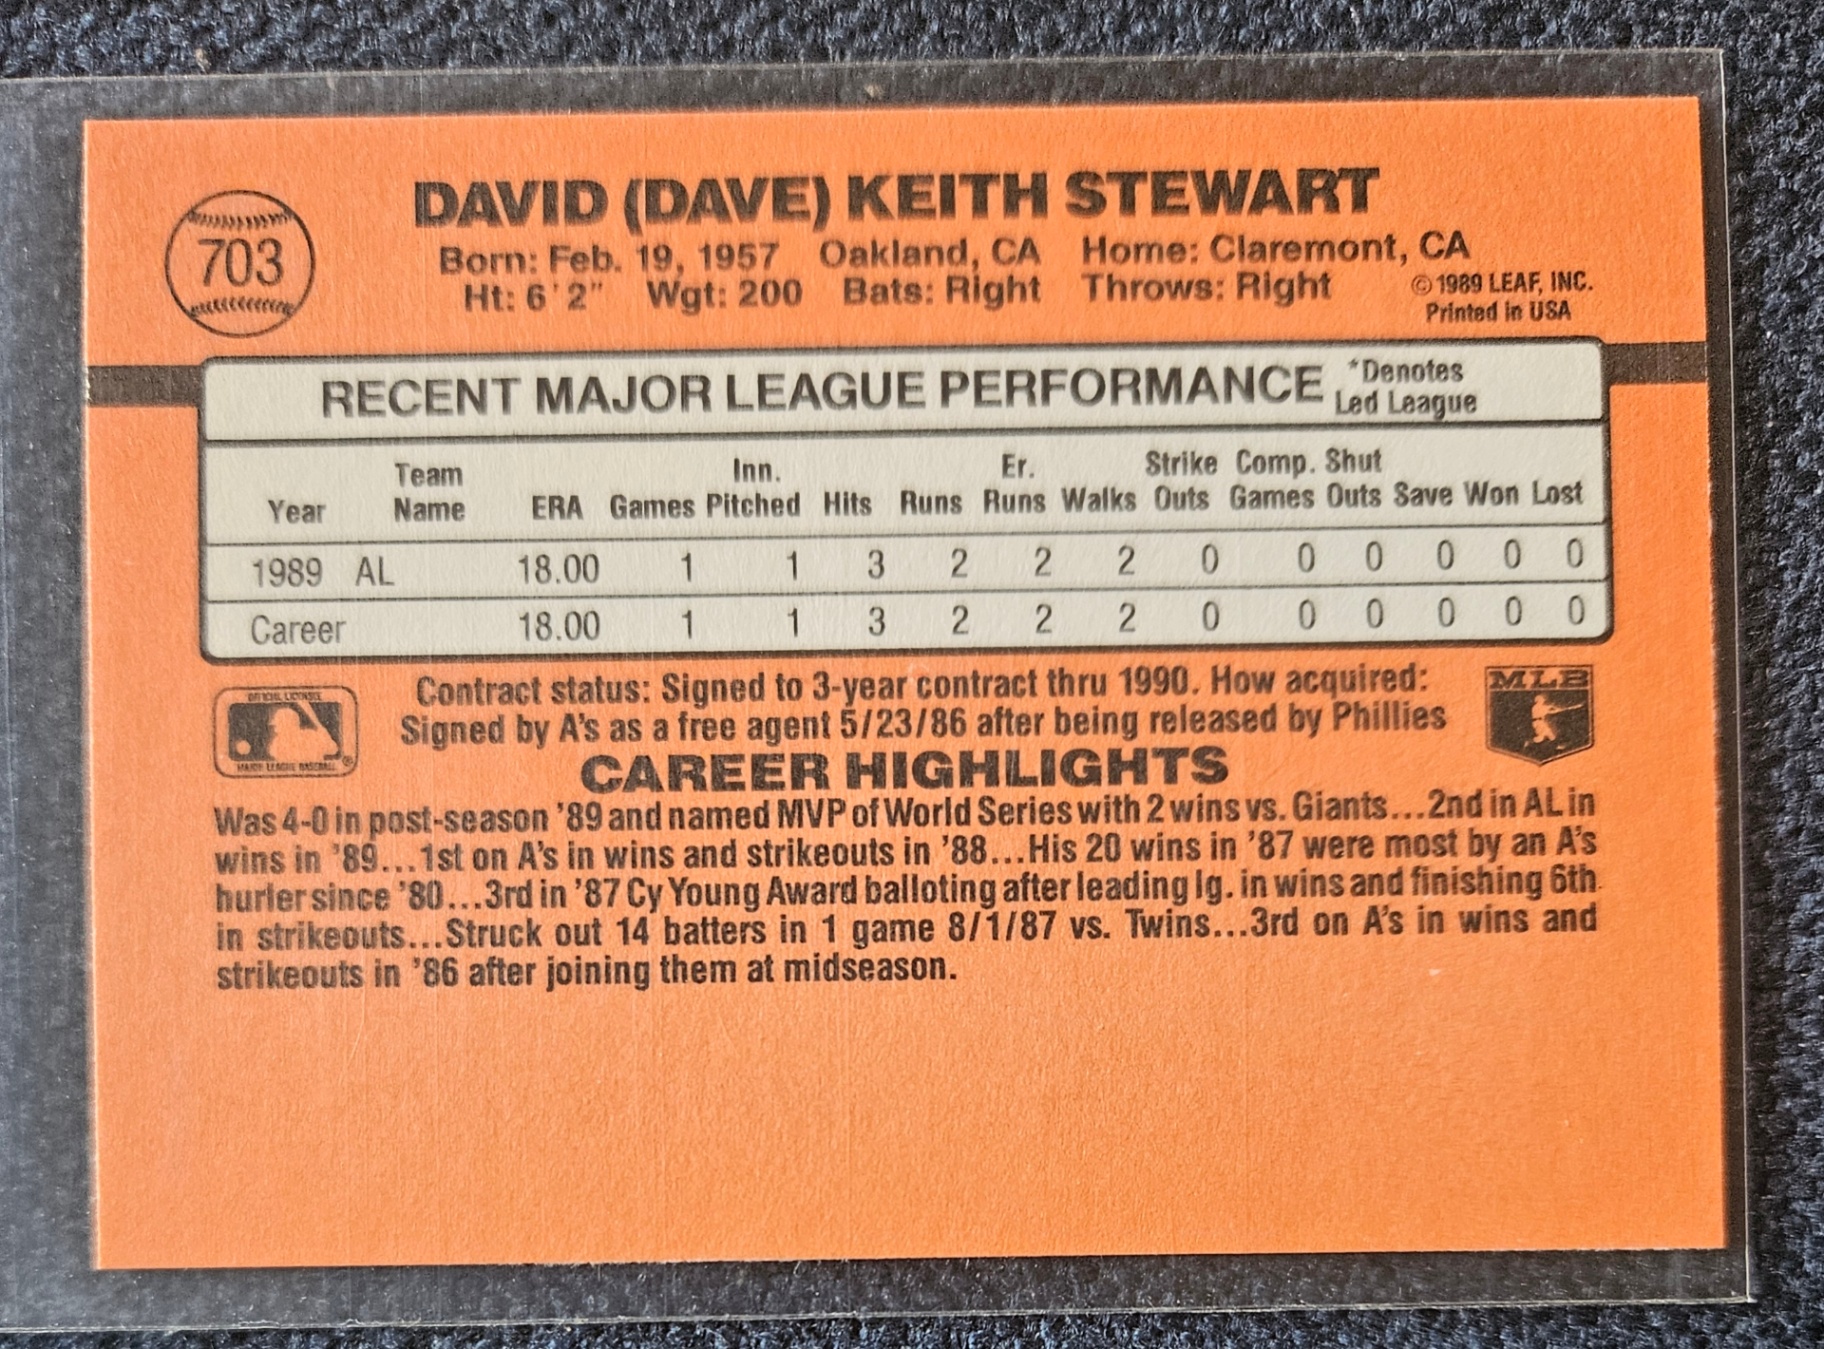 703
DAVID (DAVE) KEITH STEWART
Born: Feb. 19, 1957 Oakland, CA Home: Claremont, CA
Ht: 6'2" Wgt: 200 Bats: Right Throws: Right
©1989 LEAF, INC.
Printed in USA
RECENT MAJOR LEAGUE PERFORMANCE
*Denotes
Led League
Year Team Name ERA Games Inn. Pitched Hits Runs Er. Runs Walks Strike Outs Comp. Games Shut Outs Save Won Lost
1989 AL 18.00 1 1 3 2 2 2 0 0 0 0 0 0
Career 18.00 1 1 3 2 2 2 0 0 0 0 0 0
Contract status: Signed to 3-year contract thru 1990. How acquired:
Signed by A's as a free agent 5/23/86 after being released by Phillies
OFFICIAL LICENSEE
MAJOR LEAGUE BASEBALL
MLB
CAREER HIGHLIGHTS
Was 4-0 in post-season '89 and named MVP of World Series with 2 wins vs. Giants...2nd in AL in
wins in '89...1st on A's in wins and strikeouts in '88...His 20 wins in '87 were most by an A's
hurler since '80...3rd in '87 Cy Young Award balloting after leading lg. in wins and finishing 6th
in strikeouts...Struck out 14 batters in 1 game 8/1/87 vs. Twins...3rd on A's in wins and
strikeouts in '86 after joining them at midseason.